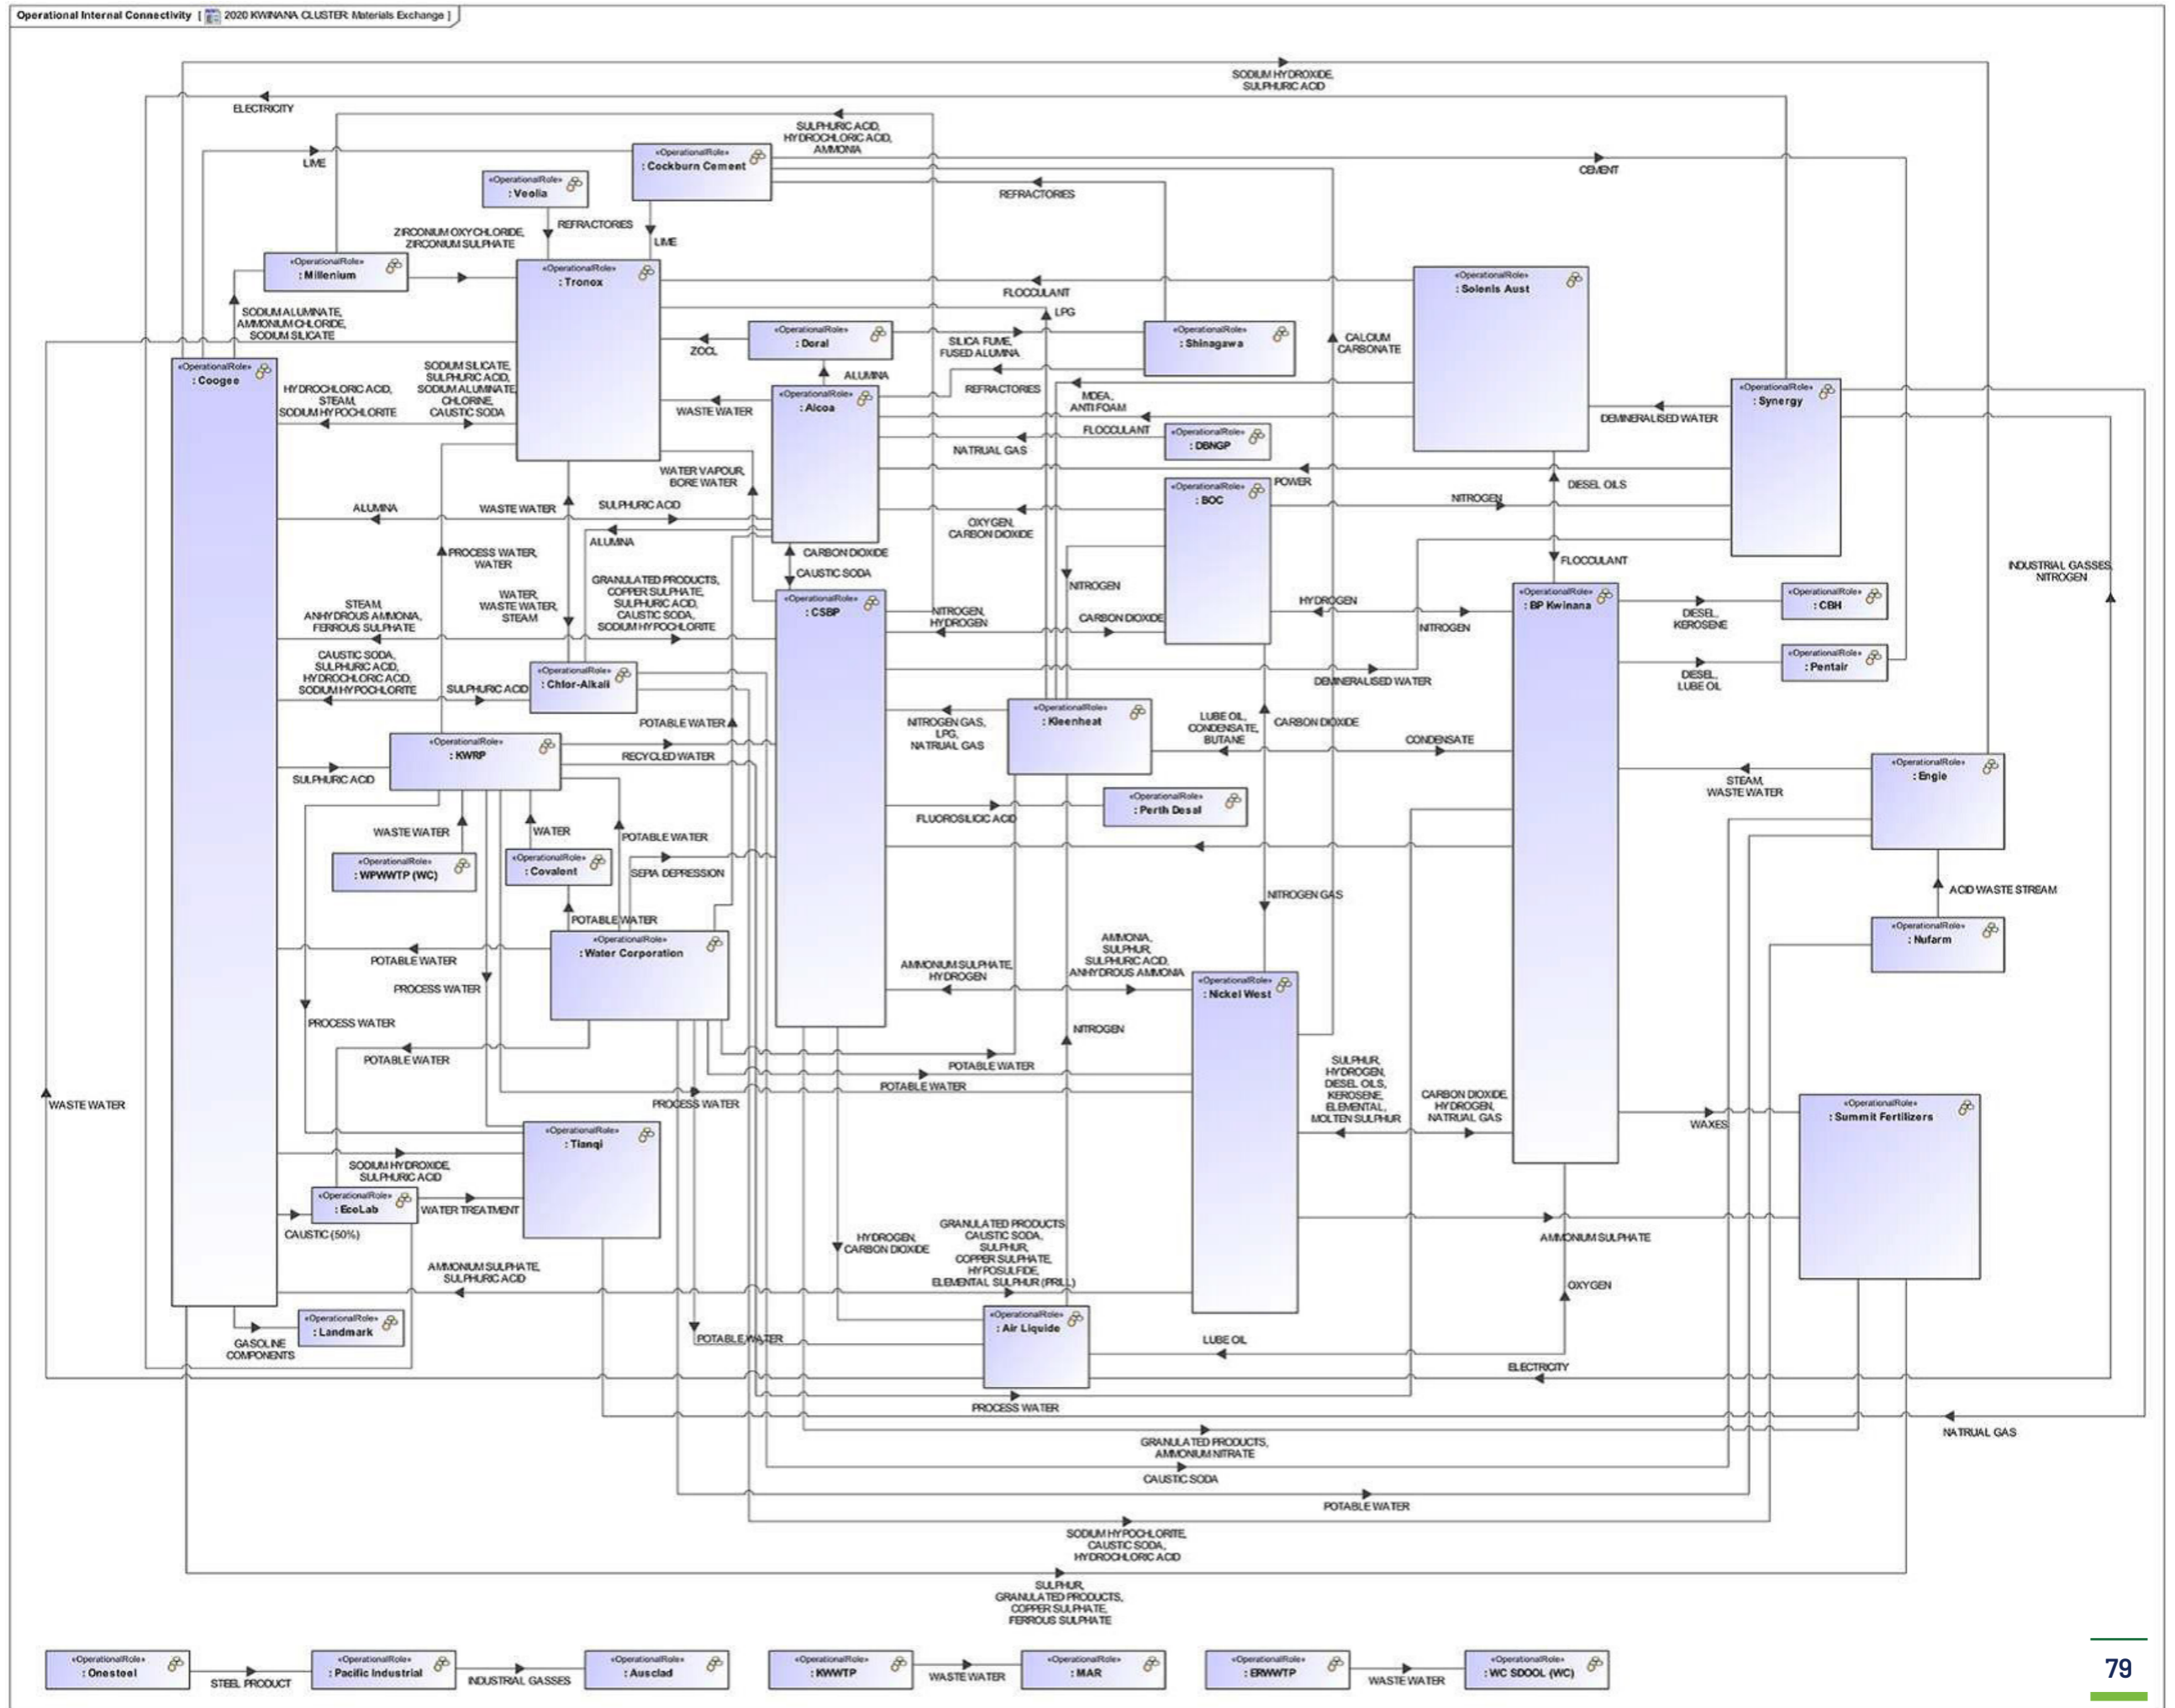 Operational Internal Connectivity [ 2020 KWINANA CLUSTER: Materials Exchange ]
SODIUM HYDROXIDE,
SULPHURIC ACID
ELECTRICITY
SULPHURIC ACID,
HYDROCHLORIC ACID,
AMMONIA
LIME
«OperationalRole»
: Cockburn Cement
CEMENT
«OperationalRole»
: Veolia
REFRACTORIES
REFRACTORIES
ZIRCONIUM OXYCHLORIDE,
ZIRCONIUM SULPHATE
LIME
«OperationalRole»
: Millenium
«OperationalRole»
: Tronox
«OperationalRole»
: Solenis Aust
FLOCCULANT
SODIUM ALUMINATE,
AMMONIUM CHLORIDE,
SODIUM SILICATE
LPG
«OperationalRole»
: Doral
ZOCL
SILICA FUME,
FUSED ALUMINA
«OperationalRole»
: Shinagawa
CALCIUM
CARBONATE
«OperationalRole»
: Coogee
HYDROCHLORIC ACID,
STEAM,
SODIUM HYPOCHLORITE
SODIUM SILICATE,
SULPHURIC ACID,
SODIUM ALUMINATE,
CHLORINE,
CAUSTIC SODA
ALUMINA
REFRACTORIES
MDEA,
ANTI FOAM
«OperationalRole»
: Alcoa
WASTE WATER
«OperationalRole»
: Synergy
DEMINERALISED WATER
FLOCCULANT
«OperationalRole»
: DBNGP
NATRUAL GAS
WATER VAPOUR,
BORE WATER
POWER
DIESEL OILS
«OperationalRole»
: BOC
NITROGEN
ALUMINA
WASTE WATER
SULPHURIC ACID
OXYGEN,
CARBON DIOXIDE
ALUMINA
PROCESS WATER,
WATER
CARBON DIOXIDE
CAUSTIC SODA
FLOCCULANT
INDUSTRIAL GASSES,
NITROGEN
NITROGEN
WATER,
WASTE WATER,
STEAM
GRANULATED PRODUCTS,
COPPER SULPHATE,
SULPHURIC ACID,
CAUSTIC SODA,
SODIUM HYPOCHLORITE
STEAM,
ANHYDROUS AMMONIA,
FERROUS SULPHATE
«OperationalRole»
: CSBP
NITROGEN,
HYDROGEN
CARBON DIOXIDE
HYDROGEN
NITROGEN
«OperationalRole»
: BP Kwinana
DIESEL,
KEROSENE
«OperationalRole»
: CBH
CAUSTIC SODA,
SULPHURIC ACID,
HYDROCHLORIC ACID,
SODIUM HYPOCHLORITE
SULPHURIC ACID
«OperationalRole»
: Chlor-Alkali
DEMINERALISED WATER
DIESEL,
LUBE OIL
«OperationalRole»
: Pentair
POTABLE WATER
NITROGEN GAS,
LPG,
NATRUAL GAS
«OperationalRole»
: Kleenheat
LUBE OIL,
CONDENSATE,
BUTANE
CARBON DIOXIDE
CONDENSATE
«OperationalRole»
: KWRP
RECYCLED WATER
SULPHURIC ACID
STEAM,
WASTE WATER
«OperationalRole»
: Engie
FLUOROSILICIC ACID
«OperationalRole»
: Perth Desal
WASTE WATER
WATER
POTABLE WATER
«OperationalRole»
: WPWWTP (WC)
«OperationalRole»
: Covalent
SEPIA DEPRESSION
NITROGEN GAS
ACID WASTE STREAM
POTABLE WATER
«OperationalRole»
: Nufarm
«OperationalRole»
: Water Corporation
POTABLE WATER
PROCESS WATER
AMMONIUM SULPHATE,
HYDROGEN
AMMONIA,
SULPHUR,
SULPHURIC ACID,
ANHYDROUS AMMONIA
«OperationalRole»
: Nickel West
PROCESS WATER
NITROGEN
POTABLE WATER
POTABLE WATER
POTABLE WATER
PROCESS WATER
WASTE WATER
SULPHUR,
HYDROGEN,
DIESEL OILS,
KEROSENE,
ELEMENTAL,
MOLTEN SULPHUR
CARBON DIOXIDE,
HYDROGEN,
NATRUAL GAS
WAXES
«OperationalRole»
: Summit Fertilizers
«OperationalRole»
: Tianqi
SODIUM HYDROXIDE,
SULPHURIC ACID
«OperationalRole»
: EcoLab
WATER TREATMENT
CAUSTIC (50%)
HYDROGEN,
CARBON DIOXIDE
GRANULATED PRODUCTS
CAUSTIC SODA,
SULPHUR,
COPPER SULPHATE,
HYPOSULFIDE,
ELEMENTAL SULPHUR (PRILL)
AMMONIUM SULPHATE
AMMONIUM SULPHATE,
SULPHURIC ACID
OXYGEN
«OperationalRole»
: Landmark
GASOLINE
COMPONENTS
POTABLE WATER
«OperationalRole»
: Air Liquide
LUBE OIL
ELECTRICITY
PROCESS WATER
NATRUAL GAS
GRANULATED PRODUCTS,
AMMONIUM NITRATE
CAUSTIC SODA
POTABLE WATER
SODIUM HYPOCHLORITE,
CAUSTIC SODA,
HYDROCHLORIC ACID
SULPHUR,
GRANULATED PRODUCTS,
COPPER SULPHATE,
FERROUS SULPHATE
«OperationalRole»
: Onesteel
STEEL PRODUCT
«OperationalRole»
: Pacific Industrial
INDUSTRIAL GASSES
«OperationalRole»
: Ausclad
«OperationalRole»
: KWWTP
WASTE WATER
«OperationalRole»
: MAR
«OperationalRole»
: ERWWTP
WASTE WATER
«OperationalRole»
: WC SDOOL (WC)
79